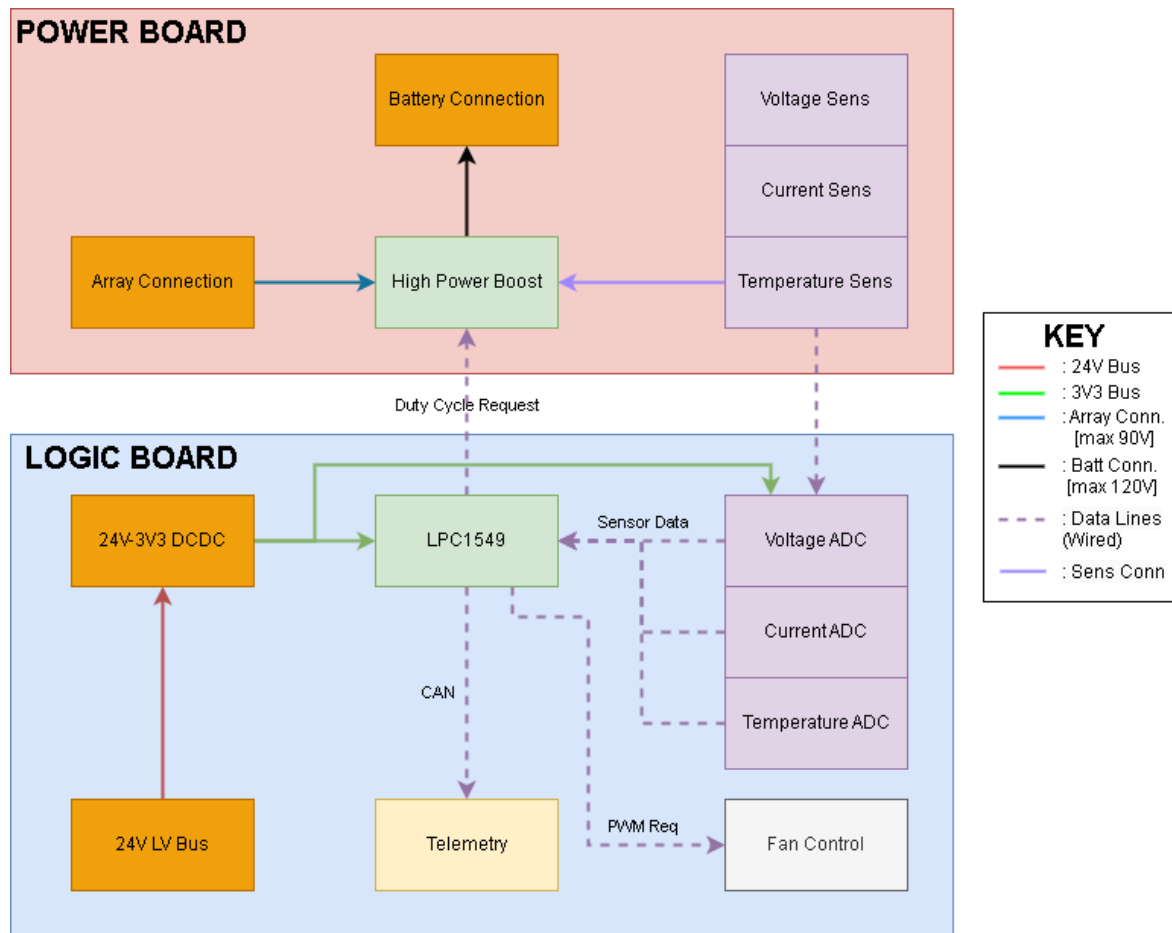 POWER BOARD
Battery Connection
Voltage Sens
Current Sens
Array Connection
High Power Boost
Temperature Sens
Duty Cycle Request
LOGIC BOARD
24V-3V3 DCDC
LPC1549
Sensor Data
Voltage ADC
Current ADC
CAN
Temperature ADC
24V LV Bus
Telemetry
PWM Req
Fan Control
KEY
: 24V Bus
: 3V3 Bus
: Array Conn.
[max 90V]
: Batt Conn.
[max 120V]
: Data Lines
(Wired)
: Sens Conn